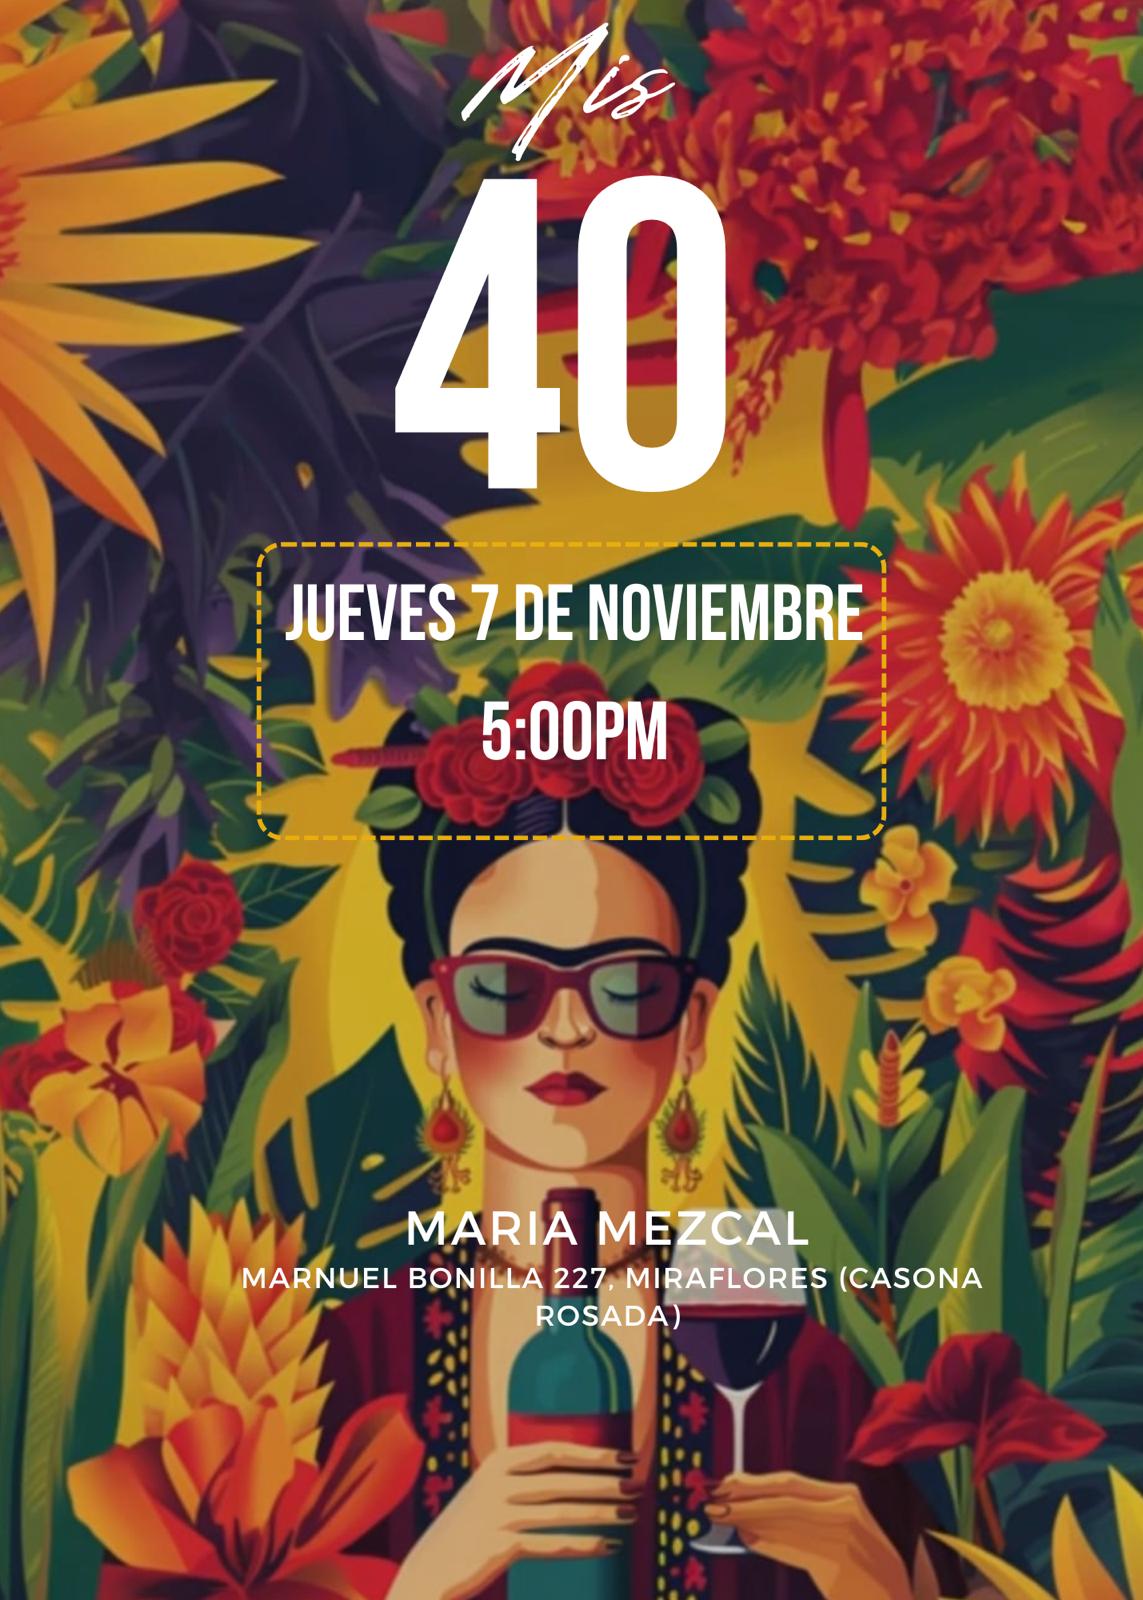 Mis
40
JUEVES 7 DE NOVIEMBRE
5:00PM
MARIA MEZCAL
MARNUEL BONILLA 227, MIRAFLORES (CASONA
ROSADA)